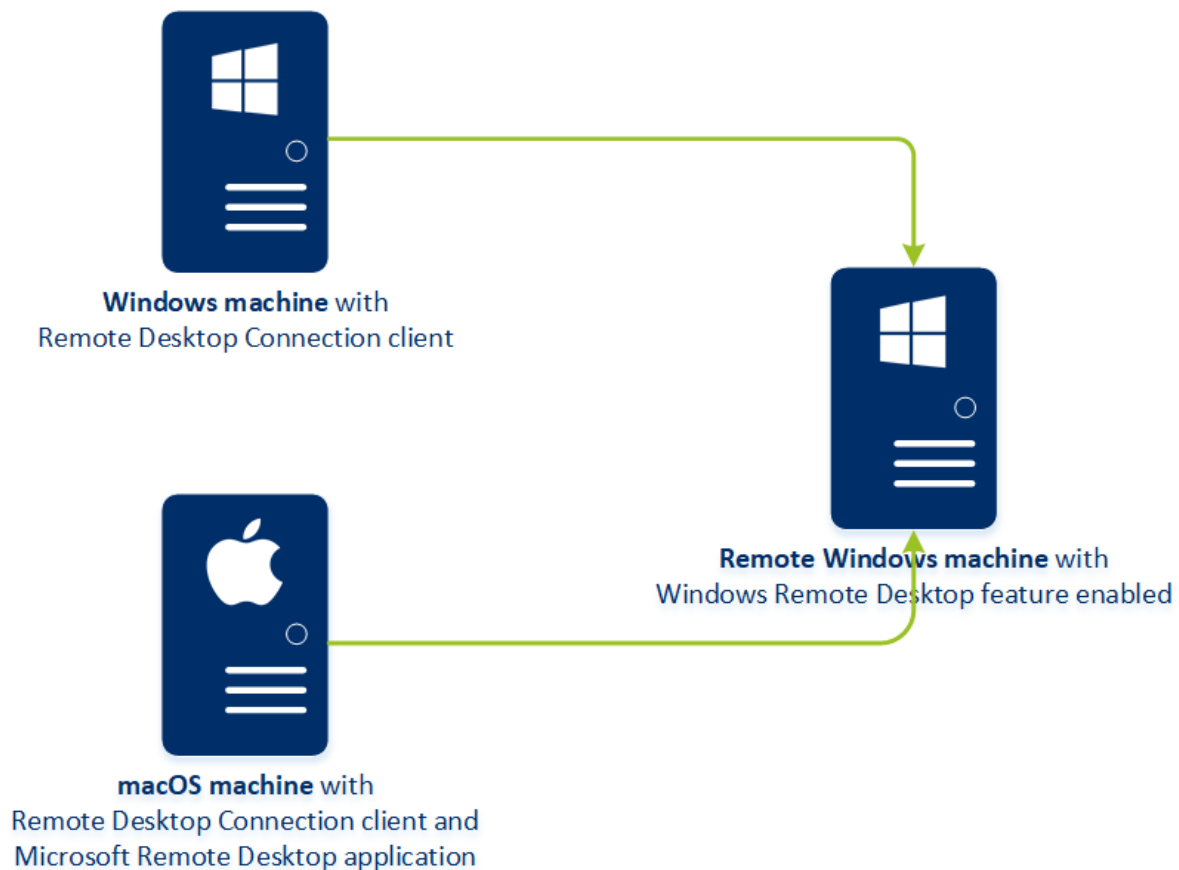 Windows machine with
Remote Desktop Connection client
Remote Windows machine with
Windows Remote Desktop feature enabled
macOS machine with
Remote Desktop Connection client and
Microsoft Remote Desktop application